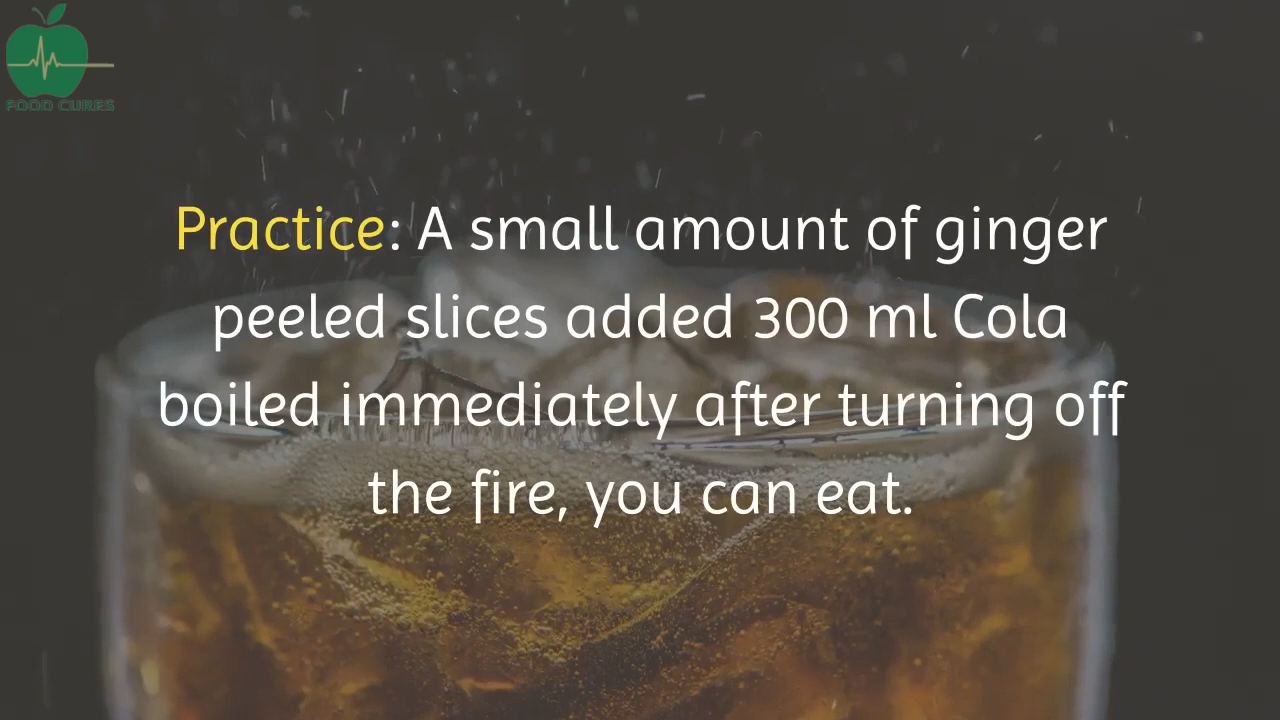 FOOD CURES
Practice: A small amount of ginger
peeled slices added 300 ml Cola
boiled immediately after turning off
the fire, you can eat.